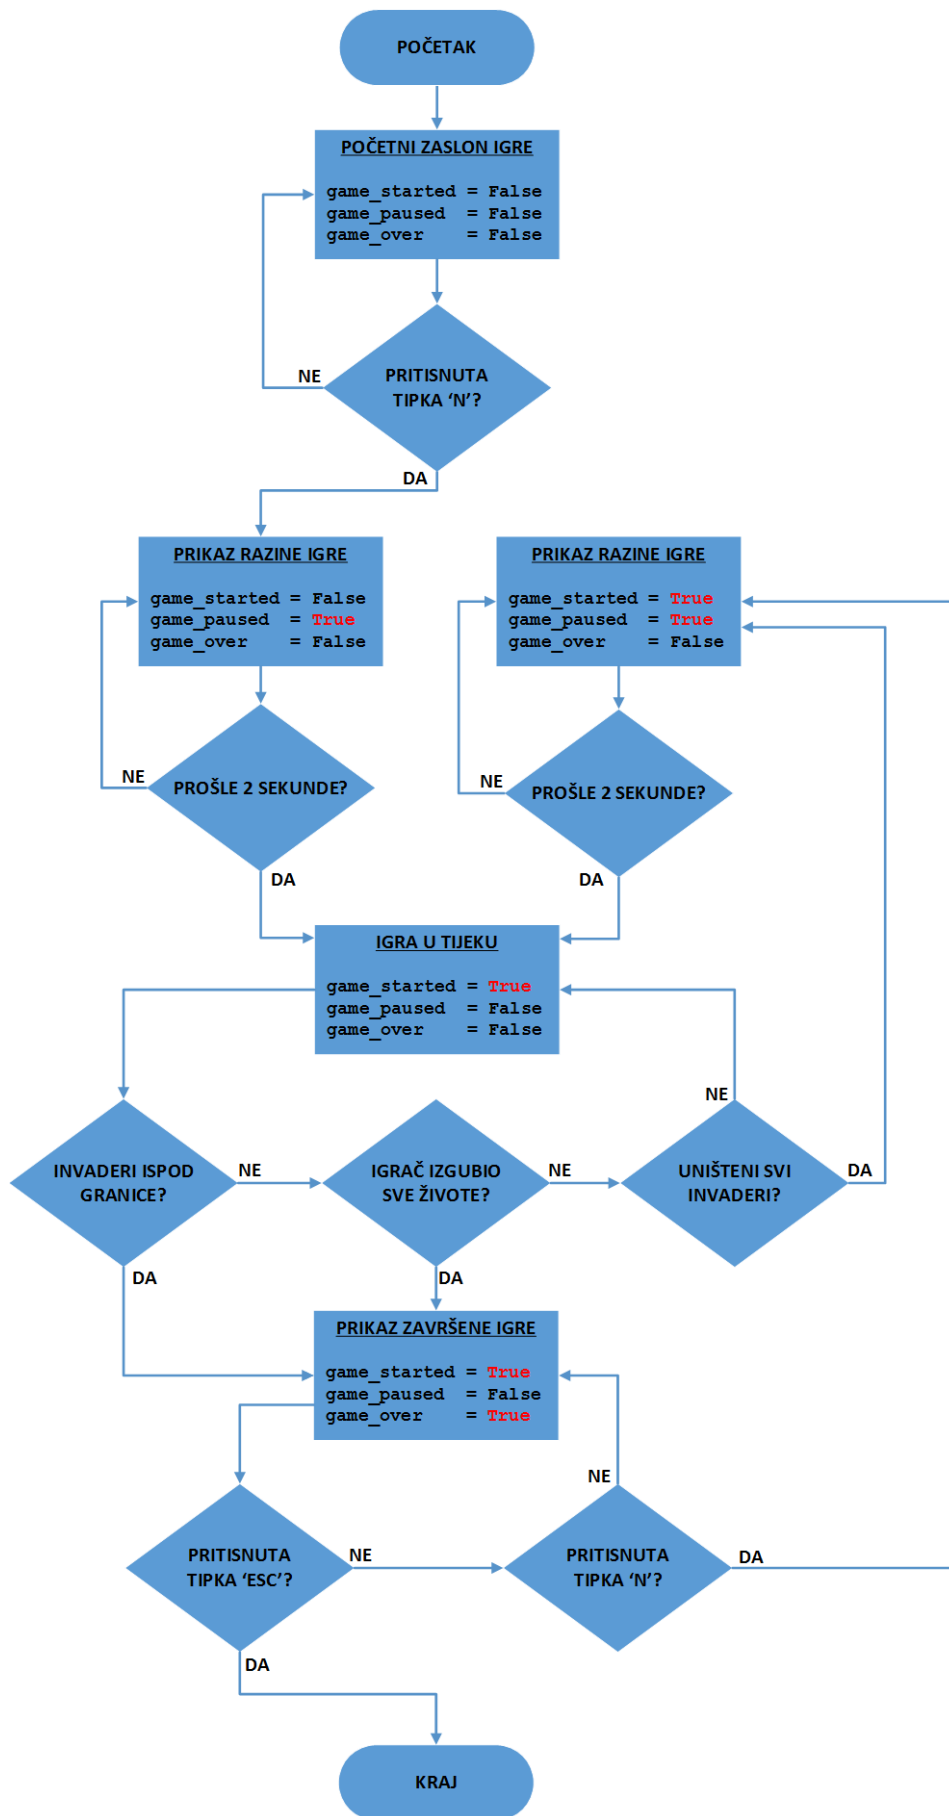 POČETAK
POČETNI ZASLON IGRE
game_started = False
game_paused  = False
game_over    = False
PRITISNUTA
TIPKA ‘N’?
NE
DA
PRIKAZ RAZINE IGRE
game_started = False
game_paused  = True
game_over    = False
PROŠLE 2 SEKUNDE?
NE
DA
PRIKAZ RAZINE IGRE
game_started = True
game_paused  = True
game_over    = False
PROŠLE 2 SEKUNDE?
NE
DA
IGRA U TIJEKU
game_started = True
game_paused  = False
game_over    = False
INVADERI ISPOD
GRANICE?
NE
DA
IGRAČ IZGUBIO
SVE ŽIVOTE?
NE
DA
UNIŠTENI SVI
INVADERI?
NE
DA
PRIKAZ ZAVRŠENE IGRE
game_started = True
game_paused  = False
game_over    = True
PRITISNUTA
TIPKA ‘ESC’?
NE
DA
PRITISNUTA
TIPKA ‘N’?
NE
DA
KRAJ